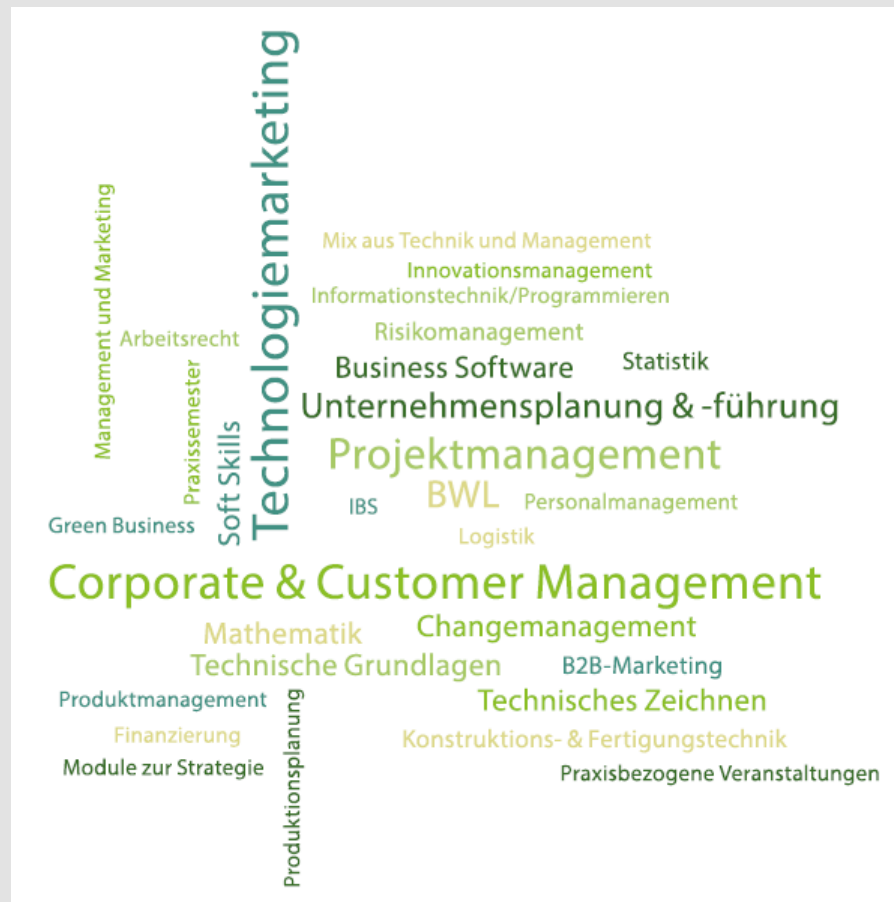 Technologiemarketing
Management und Marketing
Mix aus Technik und Management
Innovationsmanagement
Informationstechnik/Programmieren
Arbeitsrecht
Risikomanagement
Praxissemester
Business Software
Statistik
Soft Skills
Unternehmensplanung & -führung
Projektmanagement
IBS
BWL
Personalmanagement
Green Business
Logistik
Corporate & Customer Management
Mathematik
Changemanagement
Technische Grundlagen
B2B-Marketing
Produktmanagement
Produktionsplanung
Technisches Zeichnen
Finanzierung
Konstruktions- & Fertigungstechnik
Module zur Strategie
Praxisbezogene Veranstaltungen